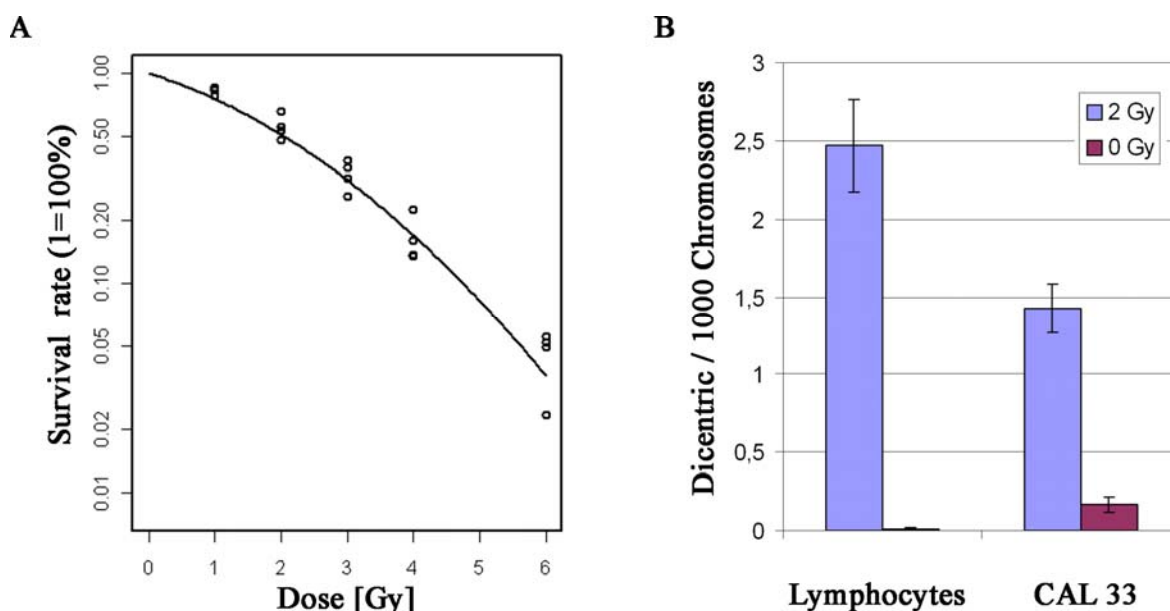 A
Survival rate (1=100%)
1.00
0.50
0.20
0.10
0.05
0.02
0.01
0 1 2 3 4 5 6
Dose [Gy]
B
Dicentric / 1000 Chromosomes
3
2,5
2
1,5
1
0,5
0
2 Gy
0 Gy
Lymphocytes CAL 33